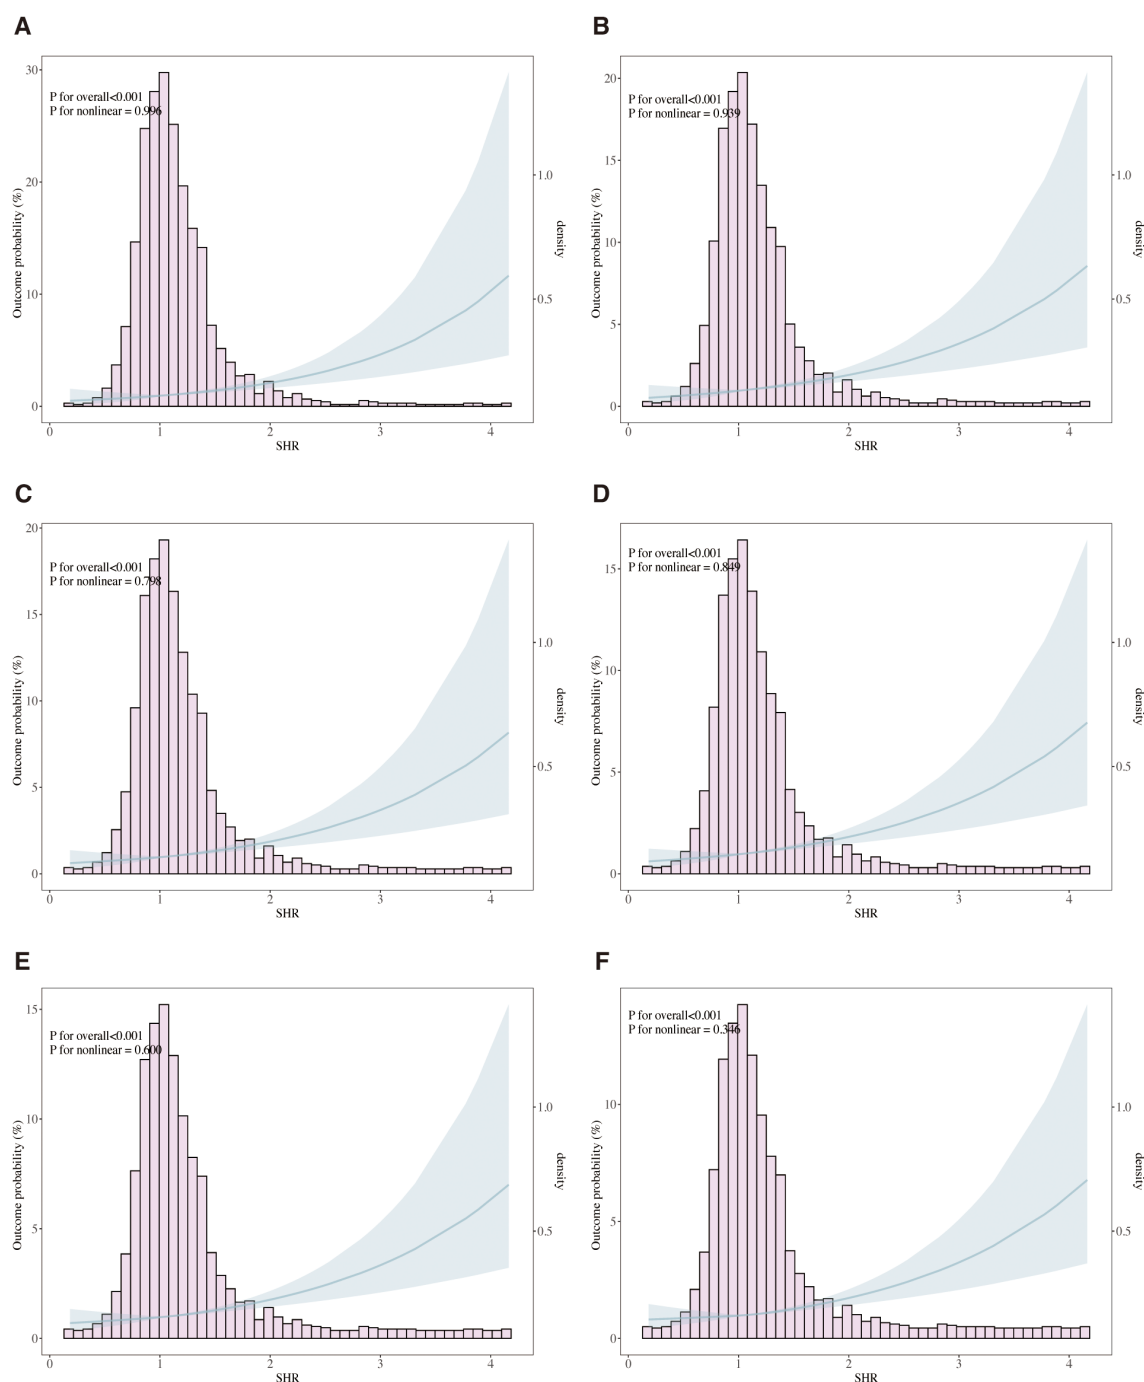 A
P for overall<0.001
P for nonlinear = 0.996
Outcome probability (%)
30
20
10
0
1.0
0.5
density
0 1 2 3 4
SHR
B
P for overall<0.001
P for nonlinear = 0.939
Outcome probability (%)
20
15
10
5
0
1.0
0.5
density
0 1 2 3 4
SHR
C
P for overall<0.001
P for nonlinear = 0.798
Outcome probability (%)
20
15
10
5
0
1.0
0.5
density
0 1 2 3 4
SHR
D
P for overall<0.001
P for nonlinear = 0.849
Outcome probability (%)
15
10
5
0
1.0
0.5
density
0 1 2 3 4
SHR
E
P for overall<0.001
P for nonlinear = 0.600
Outcome probability (%)
15
10
5
0
1.0
0.5
density
0 1 2 3 4
SHR
F
P for overall<0.001
P for nonlinear = 0.346
Outcome probability (%)
10
5
0
1.0
0.5
density
0 1 2 3 4
SHR